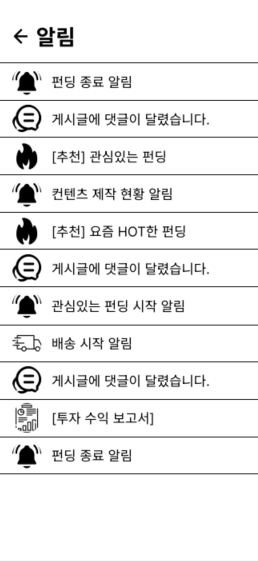 알림
펀딩 종료 알림
게시글에 댓글이 달렸습니다.
[추천] 관심있는 펀딩
컨텐츠 제작 현황 알림
[추천] 요즘 HOT한 펀딩
게시글에 댓글이 달렸습니다.
관심있는 펀딩 시작 알림
배송 시작 알림
게시글에 댓글이 달렸습니다.
[투자 수익 보고서]
펀딩 종료 알림